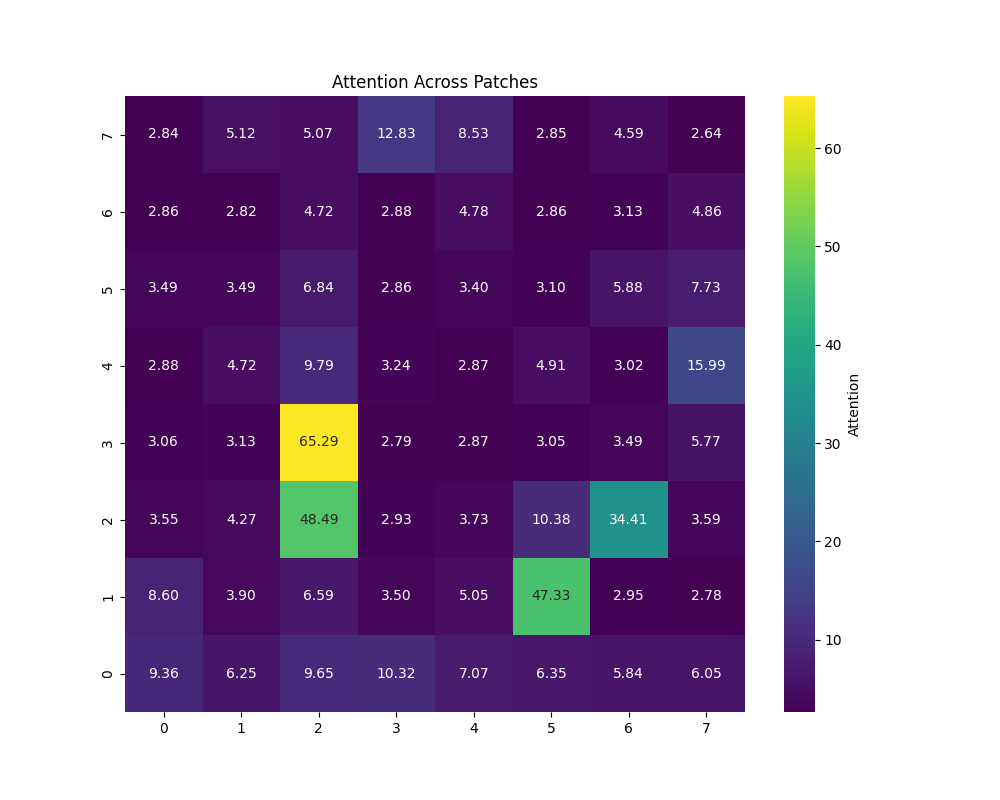 Attention Across Patches
7 2.84 5.12 5.07 12.83 8.53 2.85 4.59 2.64
6 2.86 2.82 4.72 2.88 4.78 2.86 3.13 4.86
5 3.49 3.49 6.84 2.86 3.40 3.10 5.88 7.73
4 2.88 4.72 9.79 3.24 2.87 4.91 3.02 15.99
3 3.06 3.13 65.29 2.79 2.87 3.05 3.49 5.77
2 3.55 4.27 48.49 2.93 3.73 10.38 34.41 3.59
1 8.60 3.90 6.59 3.50 5.05 47.33 2.95 2.78
0 9.36 6.25 9.65 10.32 7.07 6.35 5.84 6.05
0 1 2 3 4 5 6 7
60
50
40
30
20
10
Attention